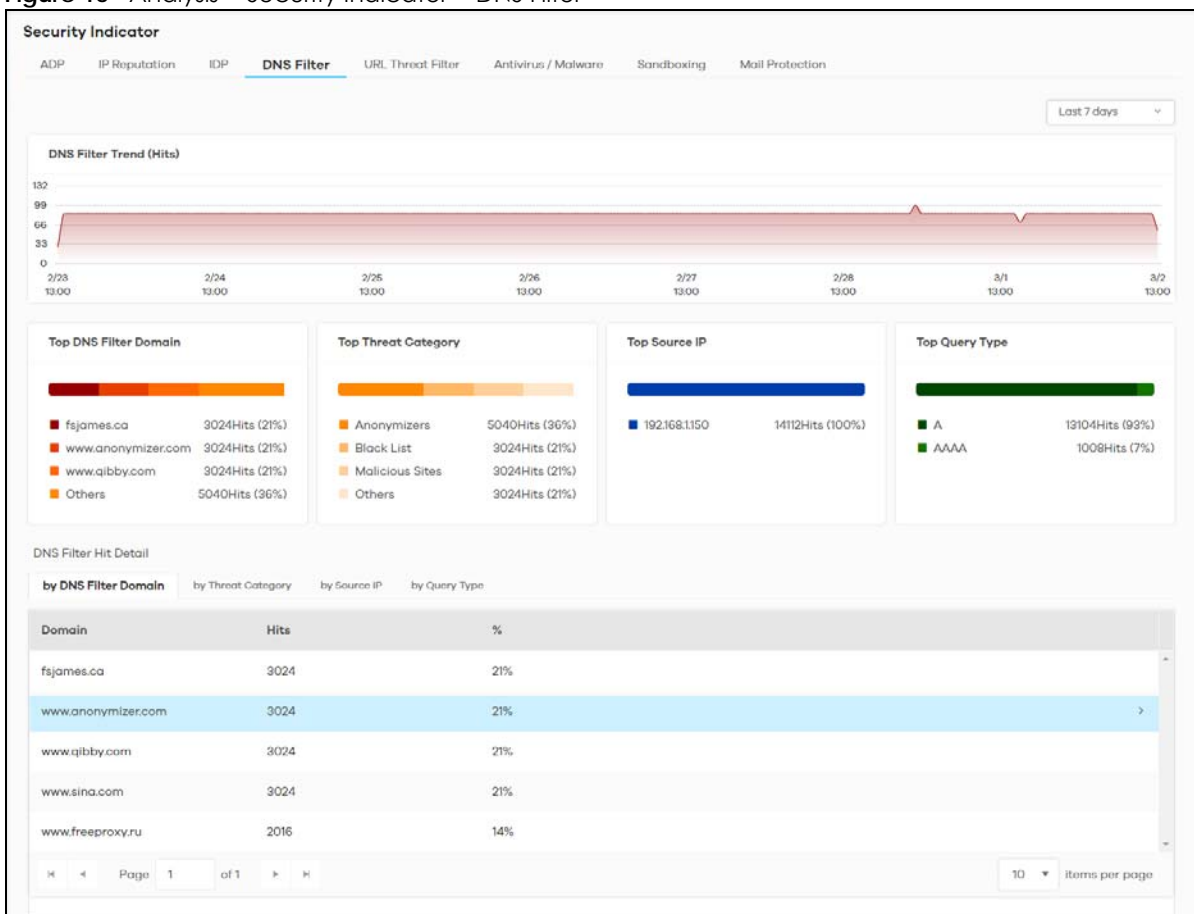 Security Indicator
ADP IP Reputation IDP DNS Filter URL Threat Filter Antivirus / Malware Sandboxing Mail Protection
Last 7 days
DNS Filter Trend (Hits)
132
99
66
33
0
2/23 2/24 2/25 2/26 2/27 2/28 3/1 3/2
13:00 13:00 13:00 13:00 13:00 13:00 13:00 13:00
Top DNS Filter Domain
fsjames.ca 3024Hits (21%)
www.anonymizer.com 3024Hits (21%)
www.qibby.com 3024Hits (21%)
Others 5040Hits (36%)
Top Threat Category
Anonymizers 5040Hits (36%)
Black List 3024Hits (21%)
Malicious Sites 3024Hits (21%)
Others 3024Hits (21%)
Top Source IP
192.168.1.150 14112Hits (100%)
Top Query Type
A 13104Hits (93%)
AAAA 1008Hits (7%)
DNS Filter Hit Detail
by DNS Filter Domain by Threat Category by Source IP by Query Type
Domain Hits %
fsjames.ca 3024 21%
www.anonymizer.com 3024 21%
www.qibby.com 3024 21%
www.sina.com 3024 21%
www.freeproxy.ru 2016 14%
Page 1 of 1 10 items per page